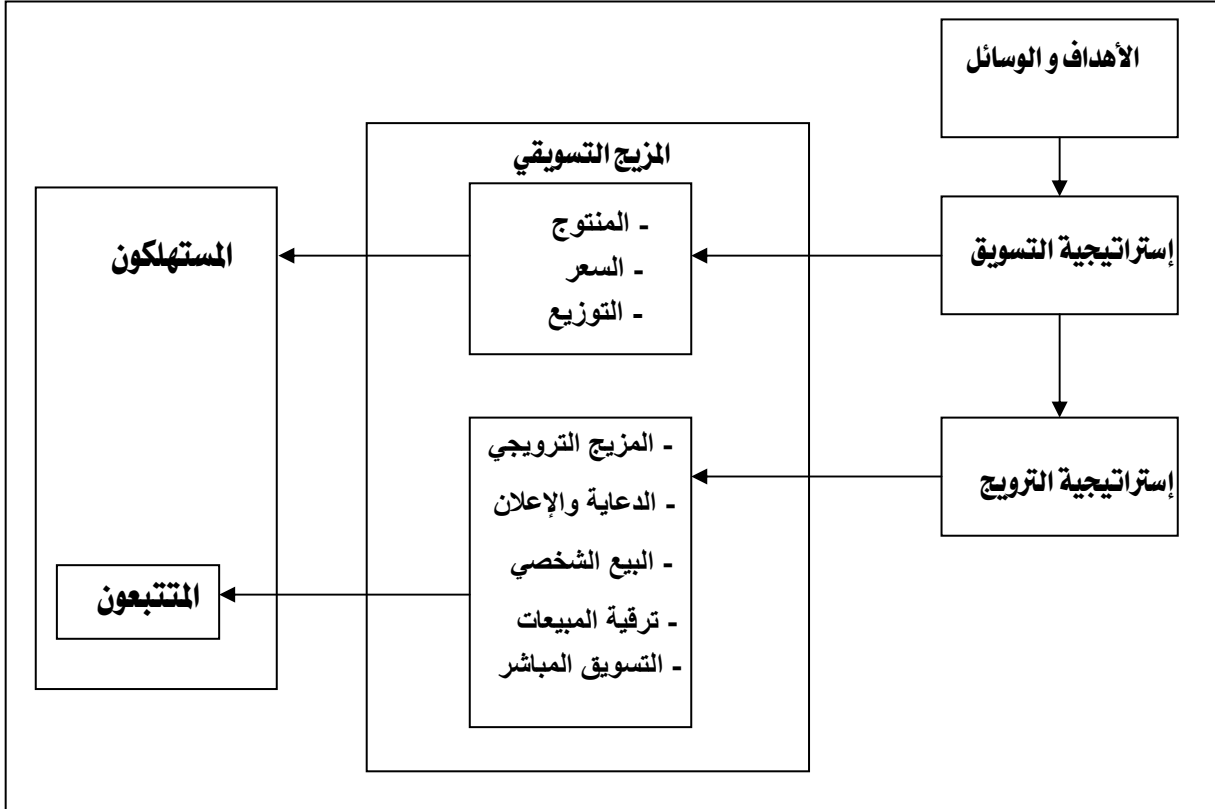 الأهداف و الوسائل
المزيج التسويقي
إستراتيجية التسويق
- المنتوج
- السعر
- التوزيع
المستهلكون
إستراتيجية الترويج
- المزيج الترويجي
- الدعاية والإعلان
- البيع الشخصي
- ترقية المبيعات
- التسويق المباشر
المتتبعون